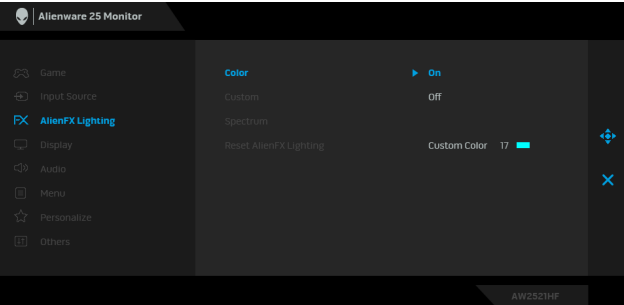 Alienware 25 Monitor
Game
Color
On
Input Source
Custom
Off
AlienFX Lighting
Spectrum
Display
Reset AlienFX Lighting
Custom Color 17
Audio
Menu
Personalize
Others
AW2521HF